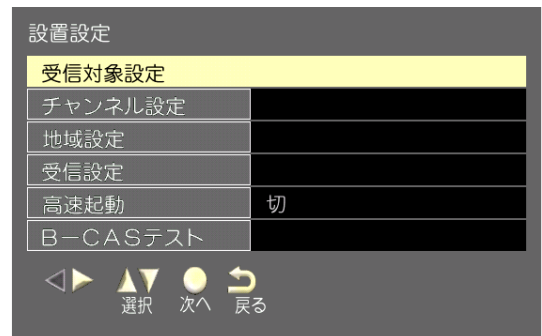 設置設定
受信対象設定
チャンネル設定
地域設定
受信設定
高速起動 切
B－CASテスト
選択 次へ 戻る